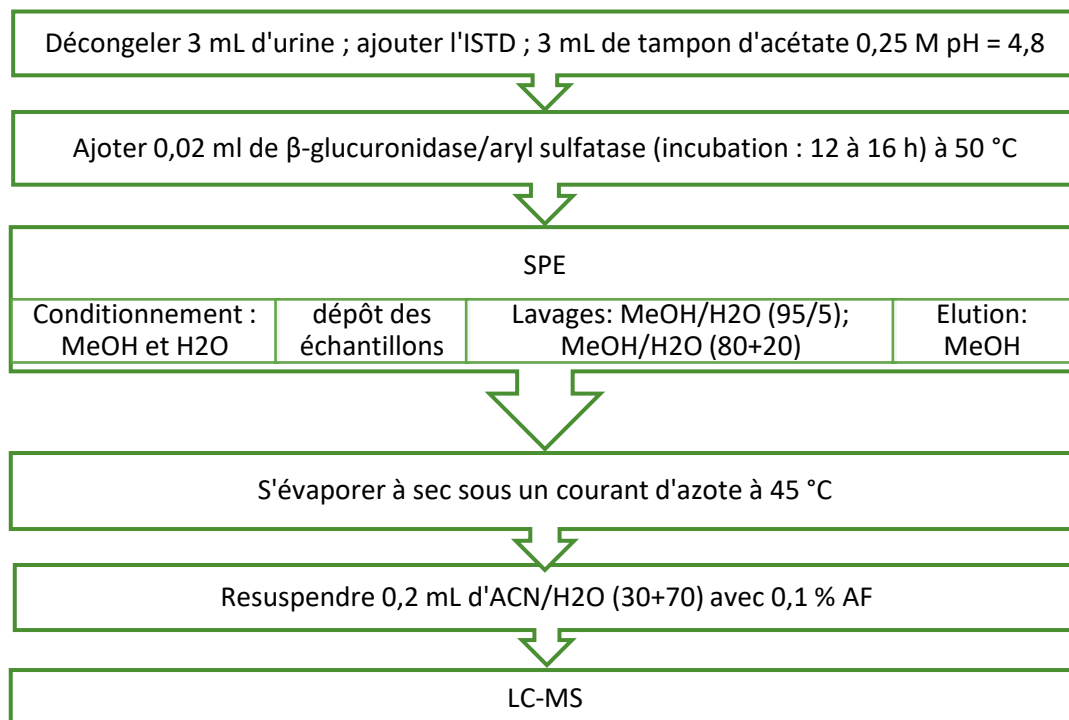 Décongeler 3 mL d'urine ; ajouter l'ISTD ; 3 mL de tampon d'acétate 0,25 M pH = 4,8
Ajoter 0,02 ml de β-glucuronidase/aryl sulfatase (incubation : 12 à 16 h) à 50 °C
SPE
Conditionnement :
MeOH et H2O
dépôt des
échantillons
Lavages: MeOH/H2O (95/5);
MeOH/H2O (80+20)
Elution:
MeOH
S'évaporer à sec sous un courant d'azote à 45 °C
Resuspendre 0,2 mL d'ACN/H2O (30+70) avec 0,1 % AF
LC-MS